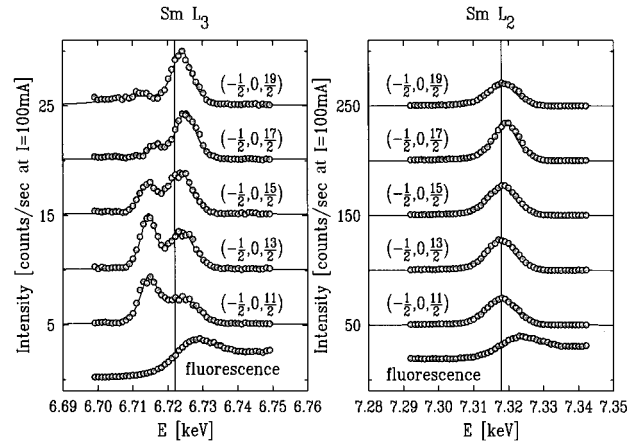 Sm L₃
Intensity [counts/sec at I=100mA]
25
15
5
(-1/2,0,19/2)
(-1/2,0,17/2)
(-1/2,0,15/2)
(-1/2,0,13/2)
(-1/2,0,11/2)
fluorescence
6.69 6.70 6.71 6.72 6.73 6.74 6.75 6.76
E [keV]
Sm L₂
Intensity [counts/sec at I=100mA]
250
150
50
(-1/2,0,19/2)
(-1/2,0,17/2)
(-1/2,0,15/2)
(-1/2,0,13/2)
(-1/2,0,11/2)
fluorescence
7.28 7.29 7.30 7.31 7.32 7.33 7.34 7.35
E [keV]